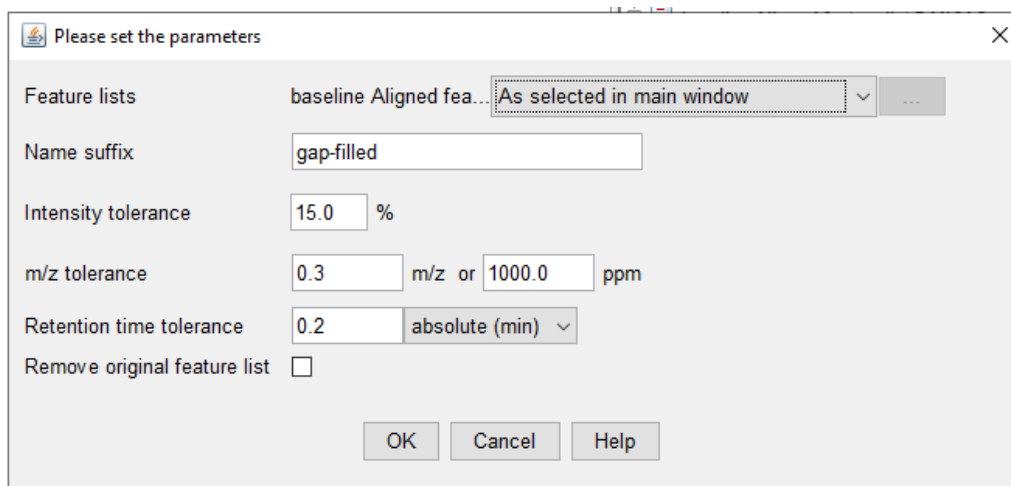 Please set the parameters
Feature lists baseline Aligned fea... As selected in main window ...
Name suffix gap-filled
Intensity tolerance 15.0 %
m/z tolerance 0.3 m/z or 1000.0 ppm
Retention time tolerance 0.2 absolute (min)
Remove original feature list
OK Cancel Help